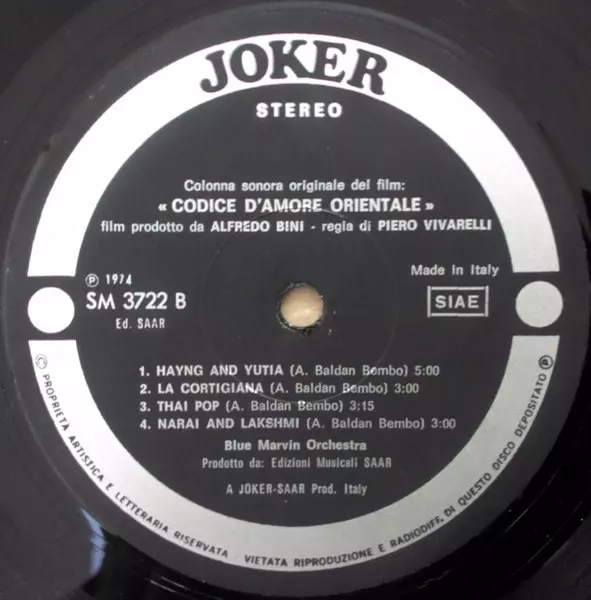 JOKER
STEREO
Colonna sonora originale del film:
« CODICE D'AMORE ORIENTALE »
film prodotto da ALFREDO BINI - regia di PIERO VIVARELLI
℗ 1974
SM 3722 B
Ed. SAAR
Made in Italy
SIAE
1. HAYNG AND YUTIA (A. Baldan Bembo) 5:00
2. LA CORTIGIANA (A. Baldan Bembo) 3:00
3. THAI POP (A. Baldan Bembo) 3:15
4. NARAI AND LAKSHMI (A. Baldan Bembo) 3:00
Blue Marvin Orchestra
Prodotto da: Edizioni Musicali SAAR
A JOKER-SAAR Prod. Italy
© PROPRIETA ARTISTICA E LETTERARIA RISERVATA VIETATA RIPRODUZIONE E RADIODIFF. DI QUESTO DISCO DEPOSITATO ℗